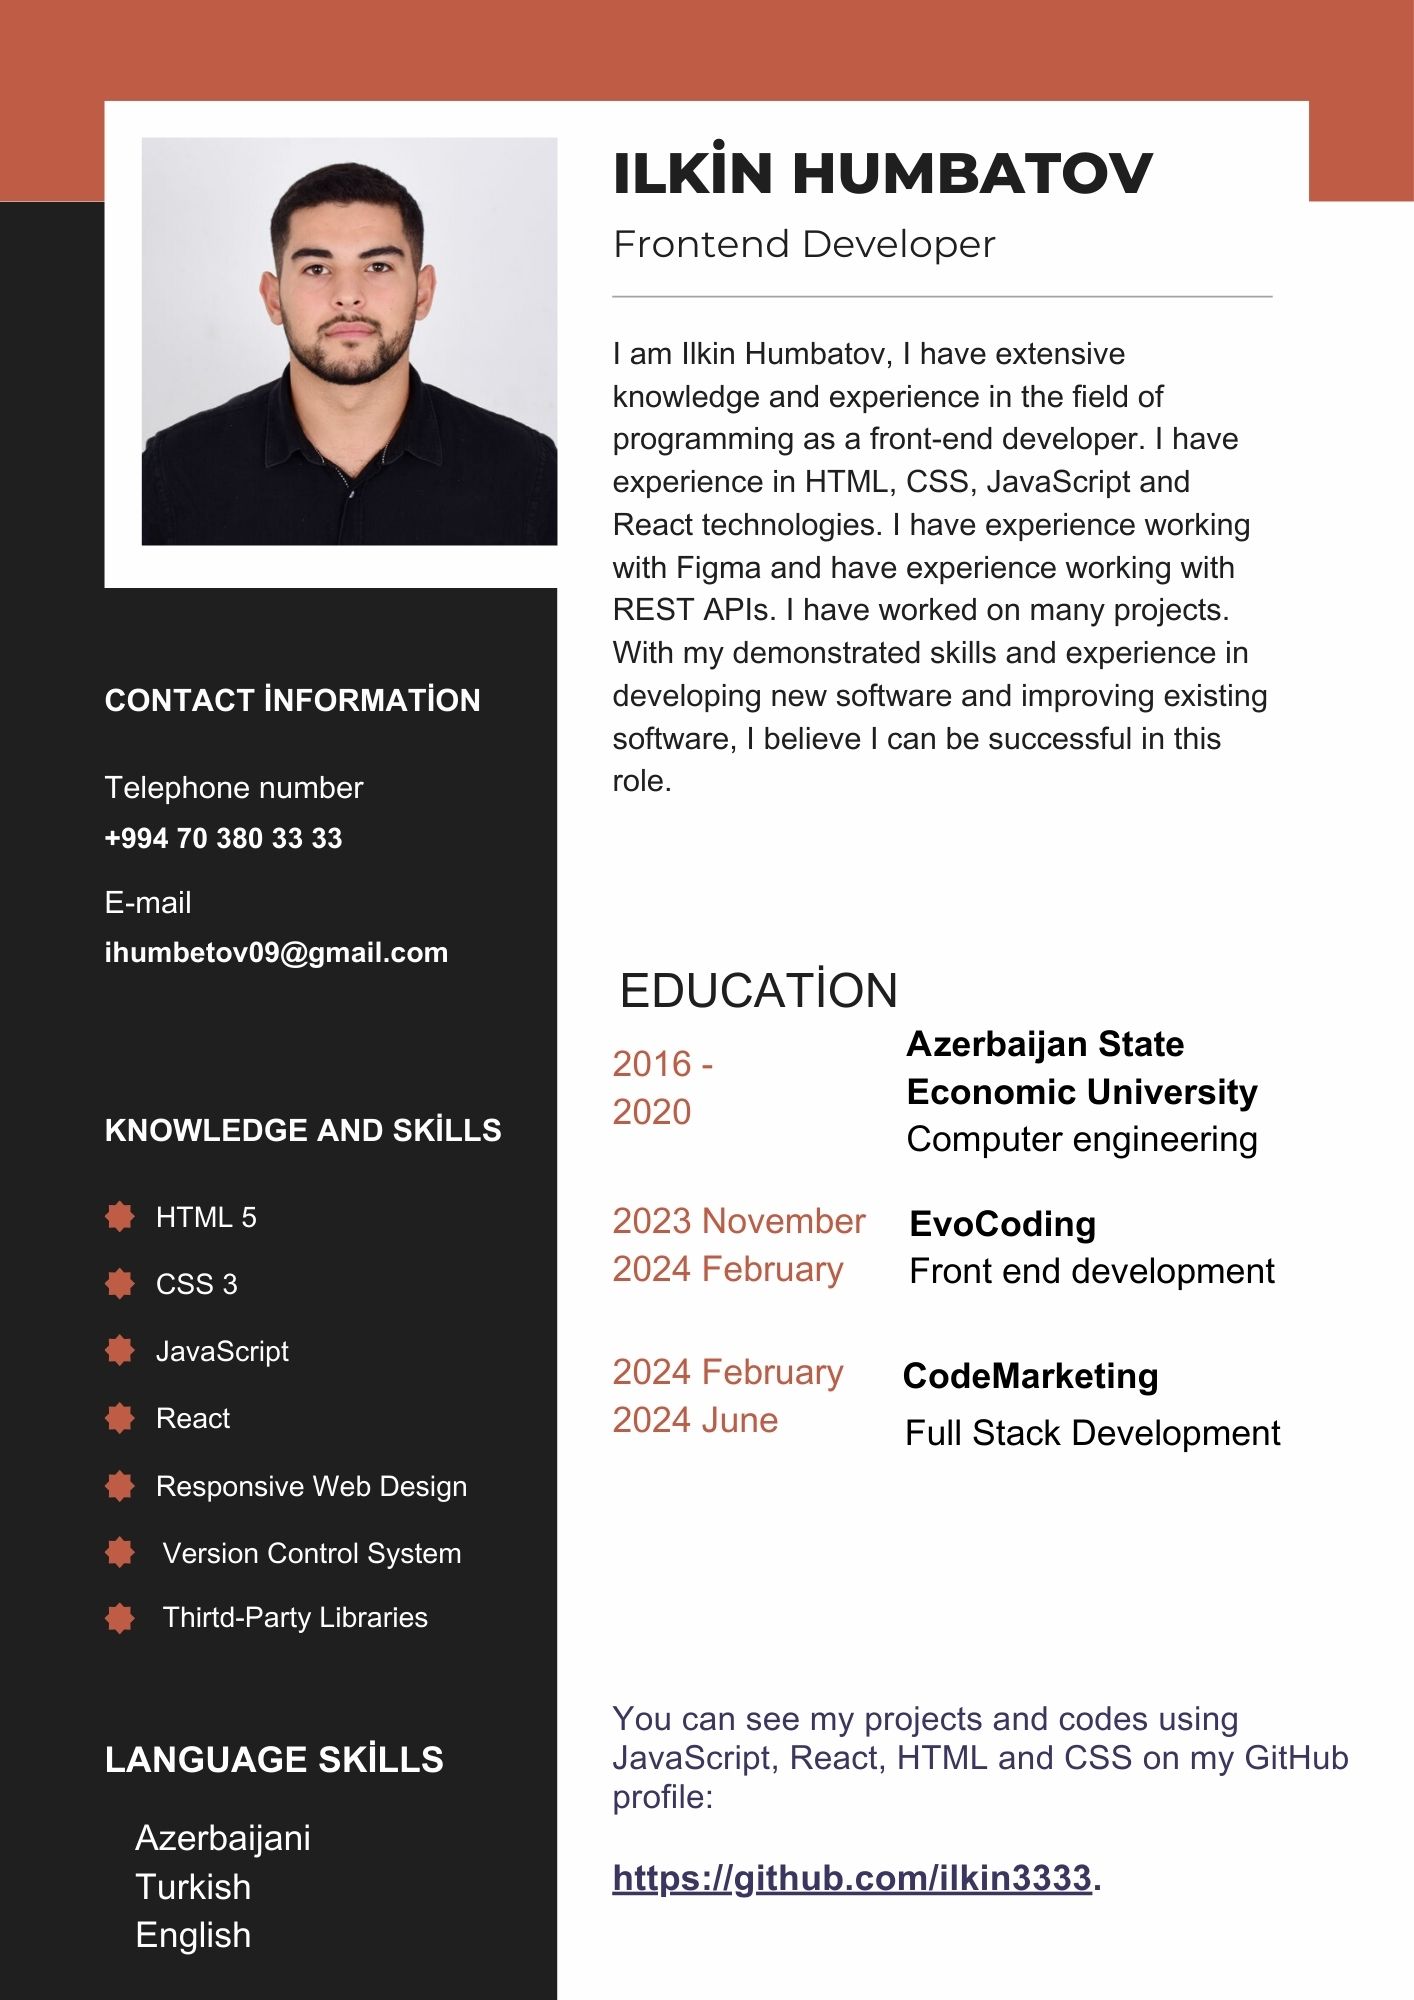 ILKİN HUMBATOV
Frontend Developer
I am Ilkin Humbatov, I have extensive
knowledge and experience in the field of
programming as a front-end developer. I have
experience in HTML, CSS, JavaScript and
React technologies. I have experience working
with Figma and have experience working with
REST APIs. I have worked on many projects.
With my demonstrated skills and experience in
developing new software and improving existing
software, I believe I can be successful in this
role.
CONTACT İNFORMATİON
Telephone number
+994 70 380 33 33
E-mail
ihumbetov09@gmail.com
KNOWLEDGE AND SKİLLS
HTML 5
CSS 3
JavaScript
React
Responsive Web Design
Version Control System
Thirtd-Party Libraries
LANGUAGE SKİLLS
Azerbaijani
Turkish
English
EDUCATİON
2016 -
2020
Azerbaijan State
Economic University
Computer engineering
2023 November
2024 February
EvoCoding
Front end development
2024 February
2024 June
CodeMarketing
Full Stack Development
You can see my projects and codes using
JavaScript, React, HTML and CSS on my GitHub
profile:
https://github.com/ilkin3333.